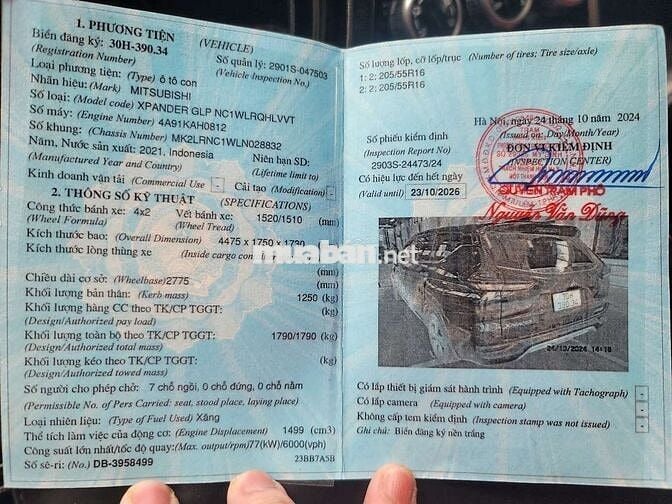 1. PHƯƠNG TIỆN (VEHICLE)
Biển đăng ký: 30H-390.34
(Registration Number)
Số quản lý: 2901S-047503
(Vehicle Inspection No.)
Loại phương tiện: (Type) ô tô con
Nhãn hiệu: (Mark) MITSUBISHI
Số loại: (Model code) XPANDER GLP NC1WLRQHLVVT
Số máy: (Engine Number) 4A91KAH0812
Số khung: (Chassis Number) MK2LRNC1WLN028832
Năm, Nước sản xuất: 2021, Indonesia
(Manufactured Year and Country)
Niên hạn SD:
(Lifetime limit to)
Kinh doanh vận tải (Commercial Use) - Cải tạo (Modification) -
2. THÔNG SỐ KỸ THUẬT (SPECIFICATIONS)
Công thức bánh xe: 4x2 Vết bánh xe: 1520/1510 (mm)
(Wheel Formula) (Wheel Tread)
Kích thước bao: (Overall Dimension) 4475 x 1750 x 1730 (mm)
Kích thước lòng thùng xe (Inside cargo
(mm)
Chiều dài cơ sở: (Wheelbase) 2775 (mm)
Khối lượng bản thân: (Kerb mass) 1250 (kg)
Khối lượng hàng CC theo TK/CP TGGT: (kg)
(Design/Authorized pay load)
Khối lượng toàn bộ theo TK/CP TGGT: 1790/1790 (kg)
(Design/Authorized total mass)
Khối lượng kéo theo TK/CP TGGT: (kg)
(Design/Authorized towed mass)
Số người cho phép chở: 7 chỗ ngồi, 0 chỗ đứng, 0 chỗ nằm
(Permissible No. of Pers Carried: seat, stood place, laying place)
Loại nhiên liệu: (Type of Fuel Used) Xăng
Thể tích làm việc của động cơ: (Engine Displacement) 1499 (cm3)
Công suất lớn nhất/tốc độ quay: (Max. output/rpm) 77(kW)/6000(vph)
Số sê-ri: (No.) DB-3958499 23BB7A5B
Số lượng lốp, cỡ lốp/trục (Number of tires; Tire size/axle)
1: 2; 205/55R16
2: 2; 205/55R16
Hà Nội, ngày 24 tháng 10 năm 2024
(Issued on: Day/Month/Year)
Số phiếu kiểm định
(Inspection Report No)
2903S-24473/24
ĐƠN VỊ KIỂM ĐỊNH
(INSPECTION CENTER)
Có hiệu lực đến hết ngày
(Valid until) 23/10/2026
QUYỀN TRẠM PHÓ
Nguyễn Văn Dũng
muaban.net
24/10/2024 14:18
Có lắp thiết bị giám sát hành trình (Equipped with Tachograph) -
Có lắp camera (Equipped with camera) -
Không cấp tem kiểm định (Inspection stamp was not issued) -
Ghi chú: Biển đăng ký nền trắng